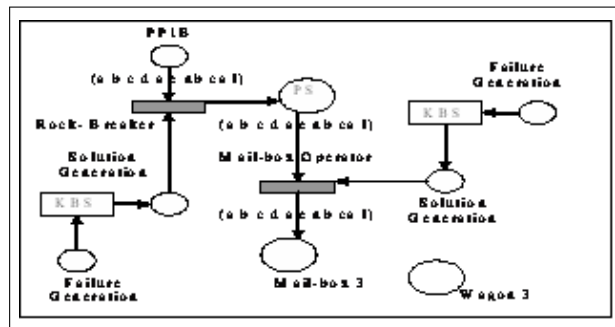 PP1B
Failure
Generation
(a b c d a e a b c a l)
PS
KBS
Rock-Breaker
(a b c d a e a b c a l)
Solution
Generation
Mail-box Operator
KBS
(a b c d a e a b c a l)
Solution
Generation
Failure
Generation
Mail-box 3
Wagon 3